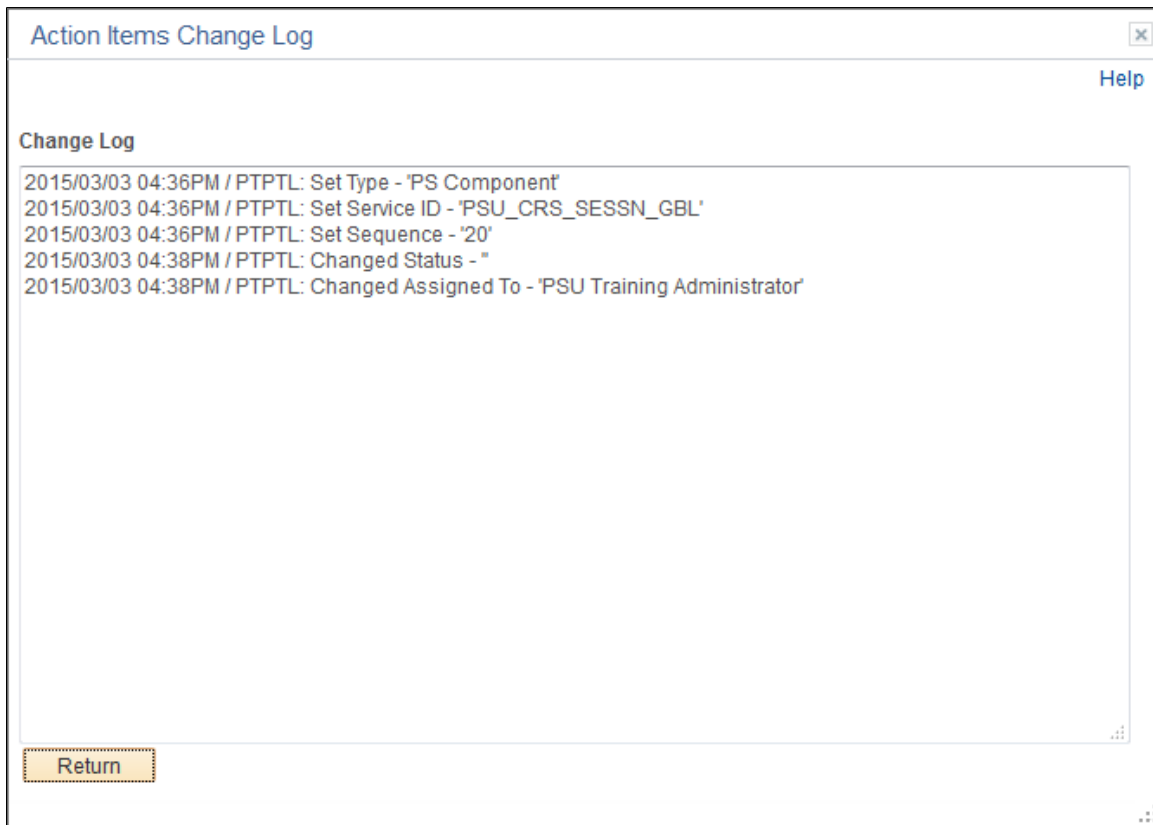 Action Items Change Log
Help
Change Log
2015/03/03 04:36PM / PTPTL: Set Type - 'PS Component'
2015/03/03 04:36PM / PTPTL: Set Service ID - 'PSU_CRS_SESSN_GBL'
2015/03/03 04:36PM / PTPTL: Set Sequence - '20'
2015/03/03 04:38PM / PTPTL: Changed Status - ''
2015/03/03 04:38PM / PTPTL: Changed Assigned To - 'PSU Training Administrator'
Return